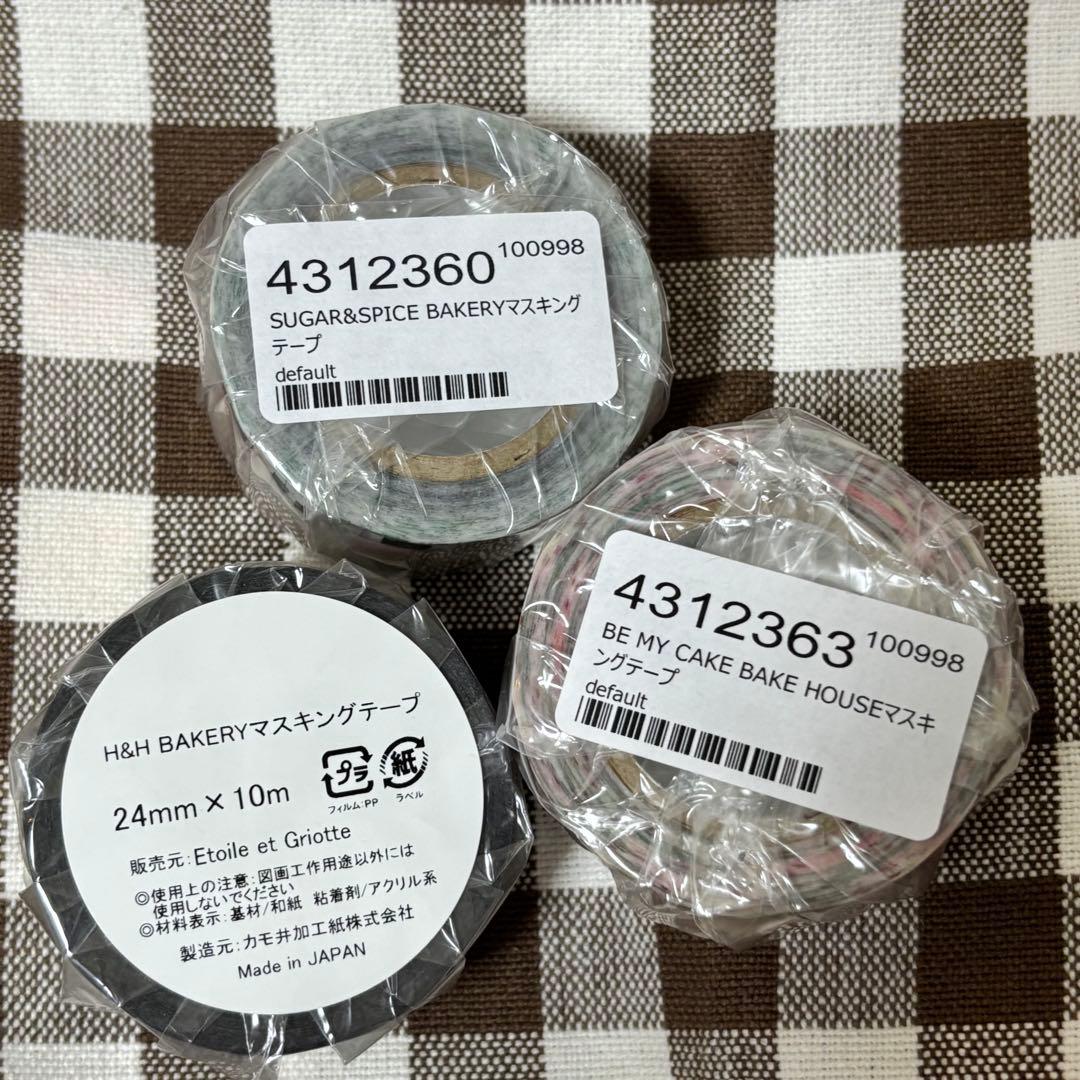 4312360 100998
SUGAR&SPICE BAKERYマスキング
テープ
default
4312363 100998
BE MY CAKE BAKE HOUSEマスキ
ングテープ
default
H&H BAKERYマスキングテープ
24mm×10m
プラ 紙
フィルム:PP ラベル
販売元:Etoile et Griotte
◎使用上の注意:図画工作用途以外には
使用しないでください
◎材料表示:基材/和紙 粘着剤/アクリル系
製造元:カモ井加工紙株式会社
Made in JAPAN